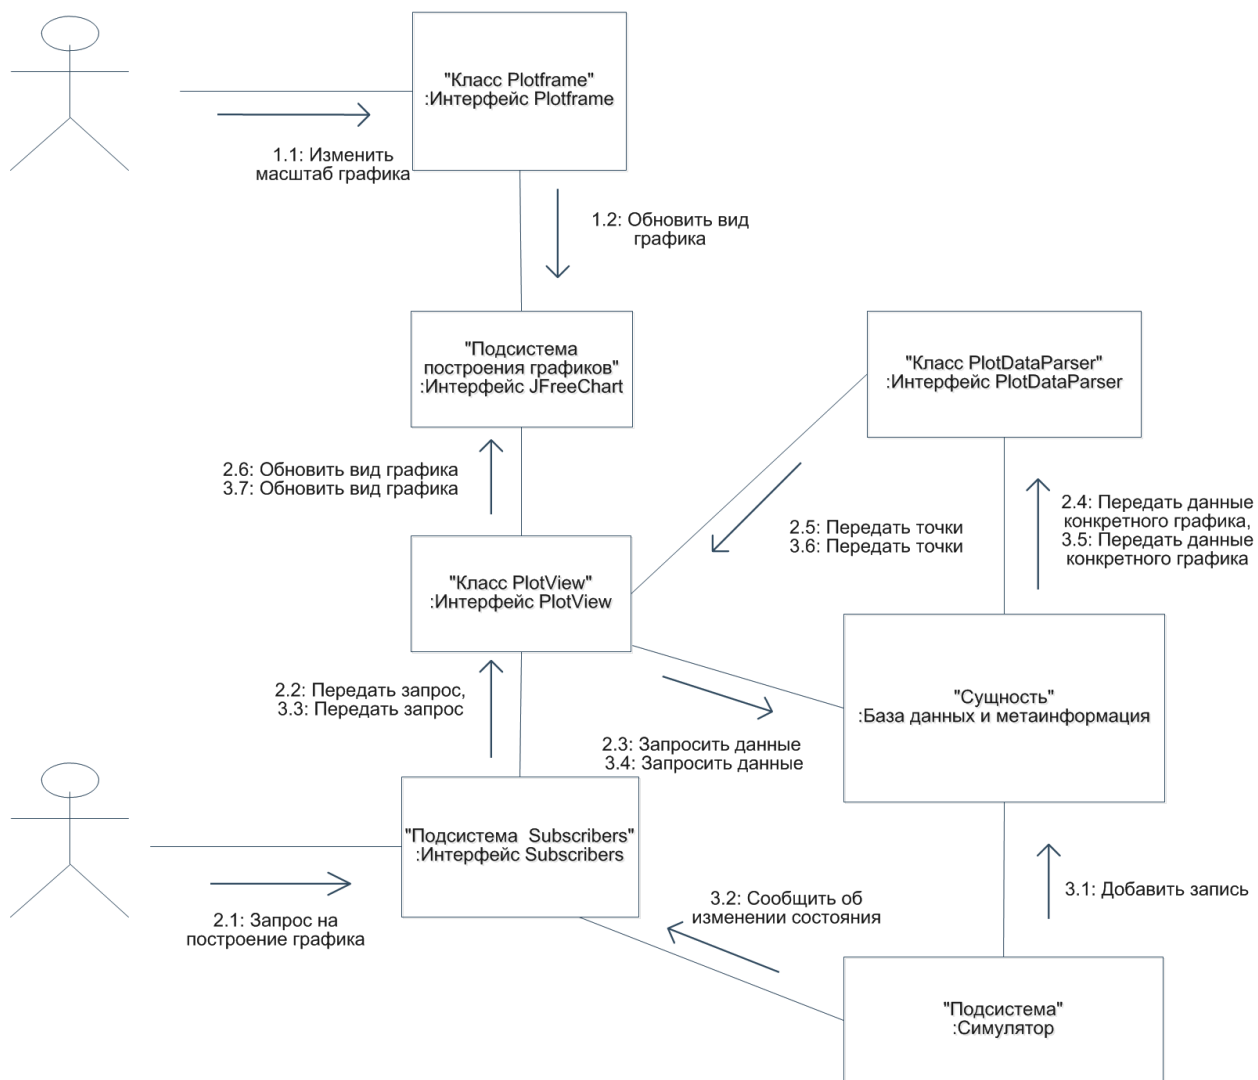 "Класс Plotframe"
:Интерфейс Plotframe
1.1: Изменить
масштаб графика
1.2: Обновить вид
графика
"Подсистема
построения графиков"
:Интерфейс JFreeChart
"Класс PlotDataParser"
:Интерфейс PlotDataParser
2.6: Обновить вид графика
3.7: Обновить вид графика
2.5: Передать точки
3.6: Передать точки
2.4: Передать данные
конкретного графика,
3.5: Передать данные
конкретного графика
"Класс PlotView"
:Интерфейс PlotView
2.2: Передать запрос,
3.3: Передать запрос
2.3: Запросить данные
3.4: Запросить данные
"Сущность"
:База данных и метаинформация
"Подсистема Subscribers"
:Интерфейс Subscribers
2.1: Запрос на
построение графика
3.2: Сообщить об
изменении состояния
3.1: Добавить запись
"Подсистема"
:Симулятор